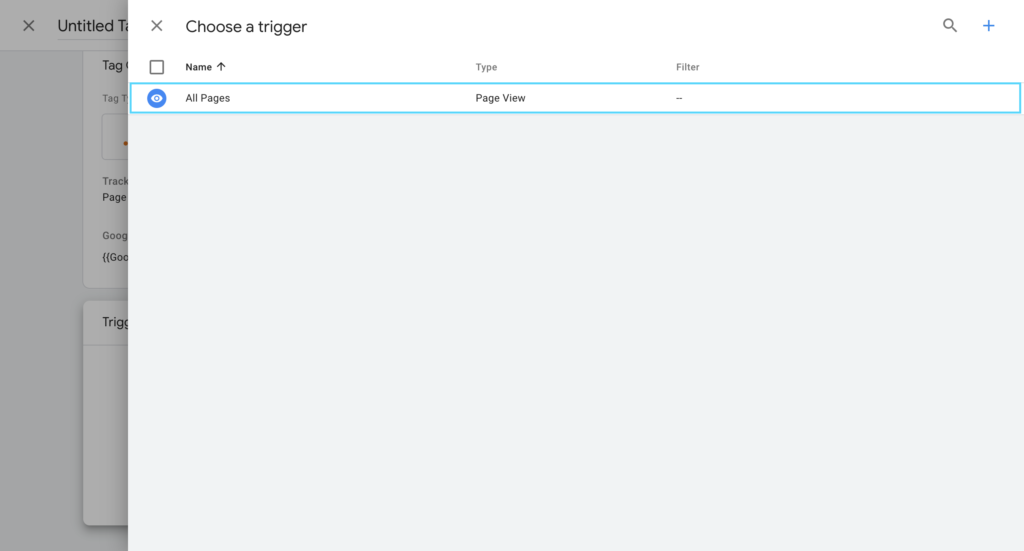 Untitled Ta
Choose a trigger
Tag
Name Type Filter
Tag T
All Pages Page View --
Track
Page
Goog
{{Goo
Trigg